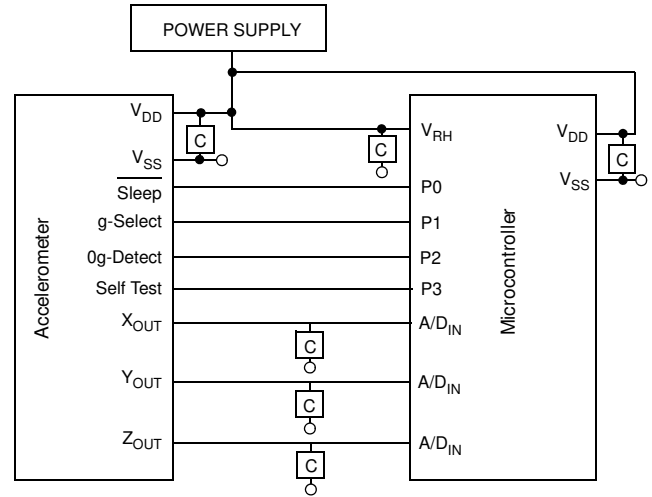 POWER SUPPLY
Accelerometer
VDD
C
VSS
Sleep
g-Select
0g-Detect
Self Test
XOUT
YOUT
ZOUT
C
C
C
C
VRH
P0
P1
P2
P3
A/DIN
A/DIN
A/DIN
Microcontroller
VDD
C
VSS